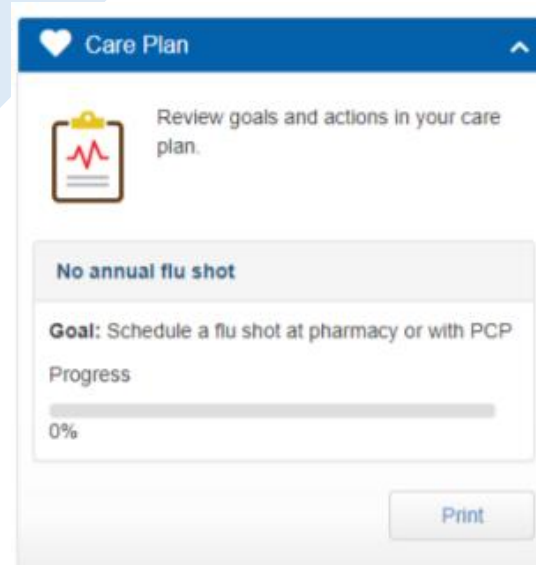 Care Plan
Review goals and actions in your care
plan.
No annual flu shot
Goal: Schedule a flu shot at pharmacy or with PCP
Progress
0%
Print